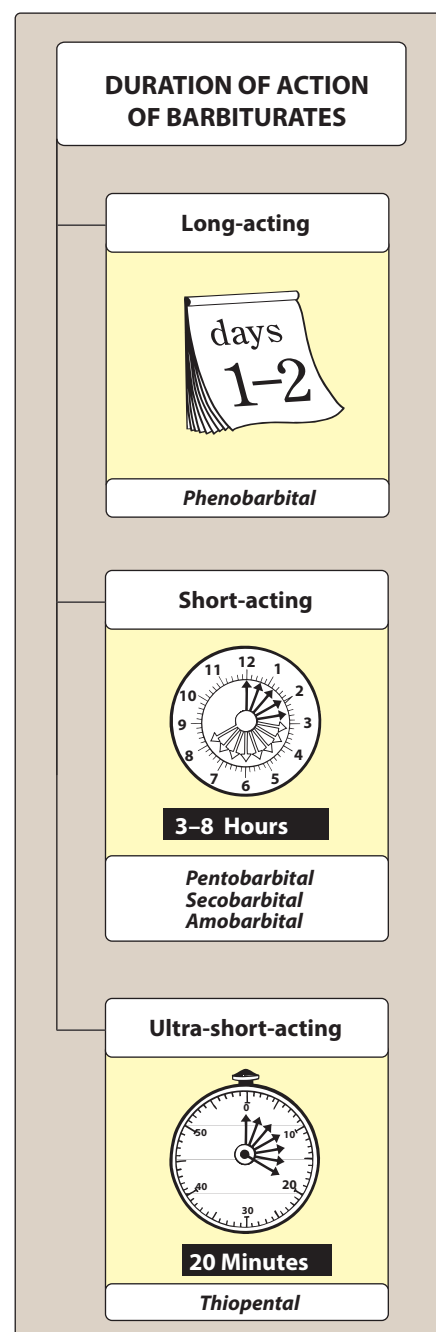 DURATION OF ACTION
OF BARBITURATES
Long-acting
days
1–2
Phenobarbital
Short-acting
12
1
2
3
4
5
6
7
8
9
10
11
3–8 Hours
Pentobarbital
Secobarbital
Amobarbital
Ultra-short-acting
0
10
20
30
40
50
20 Minutes
Thiopental